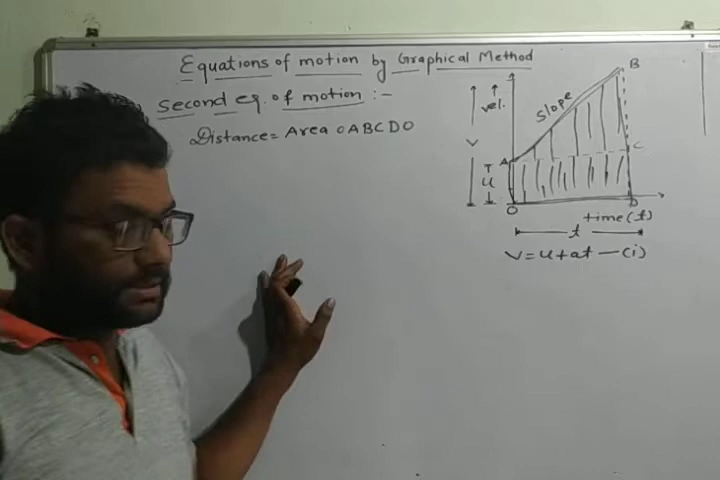 Equations of motion by Graphical Method
Second eq. of motion :-
Distance = Area OABCDO
B
slope
vel.
V
A
C
u
O
D
time (t)
t
V = u + at — (i)